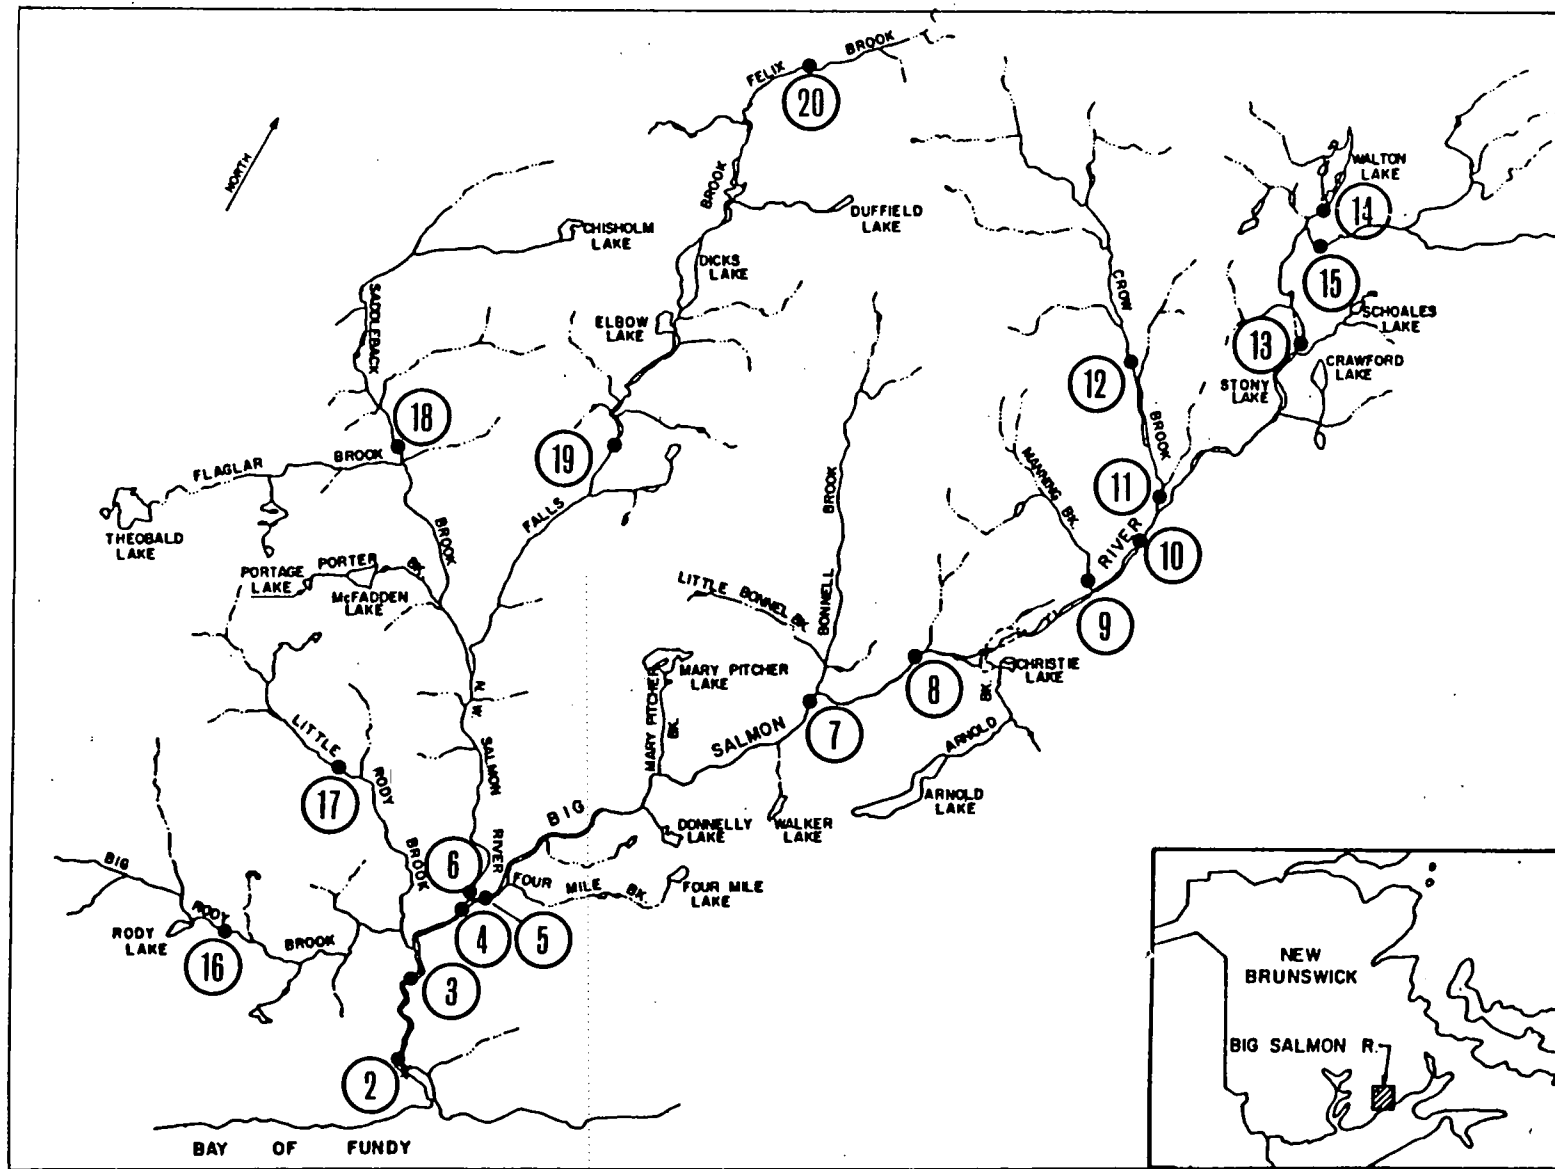 FELIX BROOK
20
NORTH
BROOK
WALTON
LAKE
14
CHISHOLM
LAKE
DUFFIELD
LAKE
DICKS
LAKE
15
SADDLEBACK
CROW
ELBOW
LAKE
SCHOALES
LAKE
13
CRAWFORD
LAKE
12
STONY
LAKE
18
BROOK
FLAGLAR BROOK
19
MANNING BK.
11
FALLS
BROOK
THEOBALD
LAKE
BROOK
RIVER
10
PORTAGE
LAKE
PORTER BK.
McFADDEN
LAKE
LITTLE BONNEL BK.
BONNELL
9
MARY PITCHER
LAKE
MARY PITCHER BK.
8
CHRISTIE
LAKE
BK.
N. W.
SALMON
RIVER
7
SALMON
ARNOLD
LITTLE
RODY
BROOK
17
BIG
DONNELLY
LAKE
WALKER
LAKE
ARNOLD
LAKE
6
FOUR MILE BK.
FOUR MILE
LAKE
BIG
RODY
BROOK
RODY
LAKE
16
4
5
3
2
BAY OF FUNDY
NEW
BRUNSWICK
BIG SALMON R.